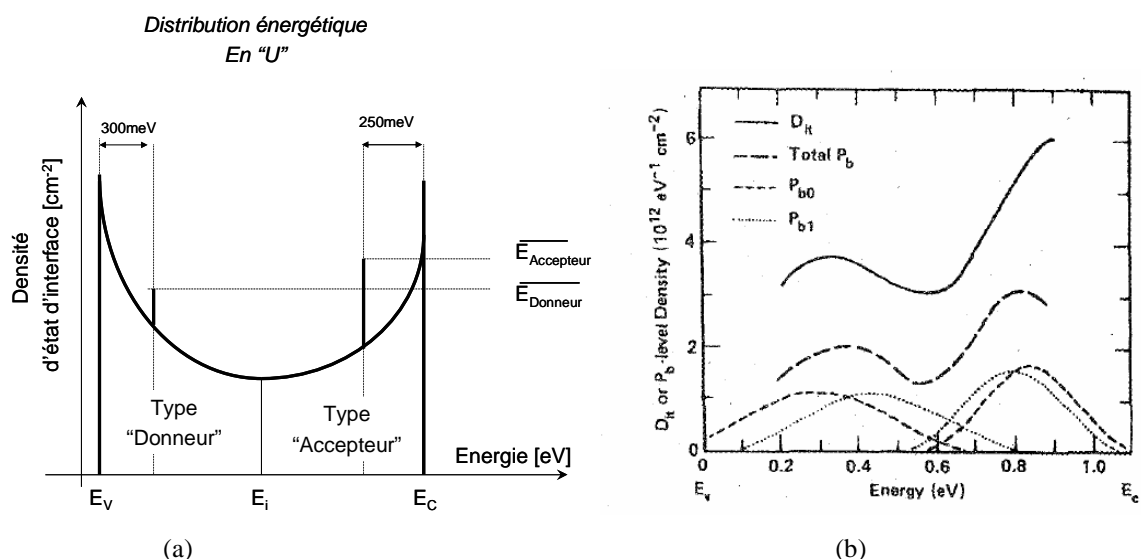 Distribution énergétique
En "U"
300meV
250meV
Densité
d'état d'interface [cm-2]
EAccepteur
EDonneur
Type
"Donneur"
Type
"Accepteur"
Energie [eV]
EV
Ei
EC
(a)
Dit
Total Pb
Pb0
Pb1
Dit or Pb-level Density (10^12 eV^-1 cm^-2)
6
4
2
0
0
0.2
0.4
0.6
0.8
1.0
Ev
Energy (eV)
Ec
(b)